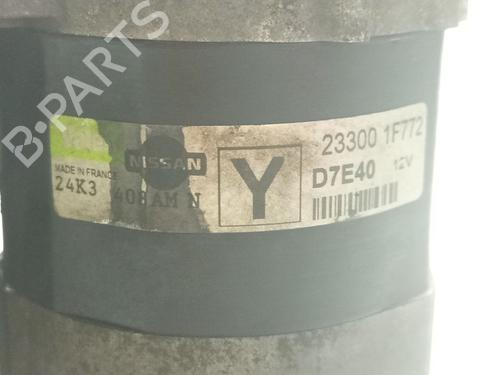 B-PARTS
MADE IN FRANCE
24K3
NISSAN
408AM N
Y
23300 1F772
D7E40 12V